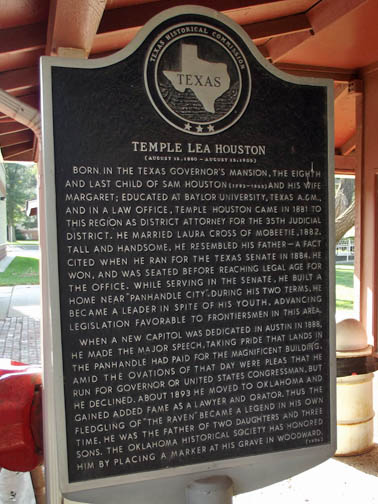 TEXAS HISTORICAL COMMISSION
TEXAS
TEMPLE LEA HOUSTON
(AUGUST 12, 1860 – AUGUST 15, 1905)
BORN IN THE TEXAS GOVERNOR'S MANSION, THE EIGHTH
AND LAST CHILD OF SAM HOUSTON (1793-1863) AND HIS WIFE
MARGARET; EDUCATED AT BAYLOR UNIVERSITY, TEXAS A.&M.,
AND IN A LAW OFFICE, TEMPLE HOUSTON CAME IN 1881 TO
THIS REGION AS DISTRICT ATTORNEY FOR THE 35TH JUDICIAL
DISTRICT. HE MARRIED LAURA CROSS OF MOBEETIE, 1882.
TALL AND HANDSOME, HE RESEMBLED HIS FATHER – A FACT
CITED WHEN HE RAN FOR THE TEXAS SENATE IN 1884. HE
WON, AND WAS SEATED BEFORE REACHING LEGAL AGE FOR
THE OFFICE. WHILE SERVING IN THE SENATE, HE BUILT A
HOME NEAR "PANHANDLE CITY". DURING HIS TWO TERMS, HE
BECAME A LEADER IN SPITE OF HIS YOUTH, ADVANCING
LEGISLATION FAVORABLE TO FRONTIERSMEN IN THIS AREA.
WHEN A NEW CAPITOL WAS DEDICATED IN AUSTIN IN 1888,
HE MADE THE MAJOR SPEECH, TAKING PRIDE THAT LANDS IN
THE PANHANDLE HAD PAID FOR THE MAGNIFICENT BUILDING.
AMID THE OVATIONS OF THAT DAY WERE PLEAS THAT HE
RUN FOR GOVERNOR OR UNITED STATES CONGRESSMAN, BUT
HE DECLINED. ABOUT 1893 HE MOVED TO OKLAHOMA AND
GAINED ADDED FAME AS A LAWYER AND ORATOR. THUS THE
FLEDGLING OF "THE RAVEN" BECAME A LEGEND IN HIS OWN
TIME. HE WAS THE FATHER OF TWO DAUGHTERS AND THREE
SONS. THE OKLAHOMA HISTORICAL SOCIETY HAS HONORED
HIM BY PLACING A MARKER AT HIS GRAVE IN WOODWARD.